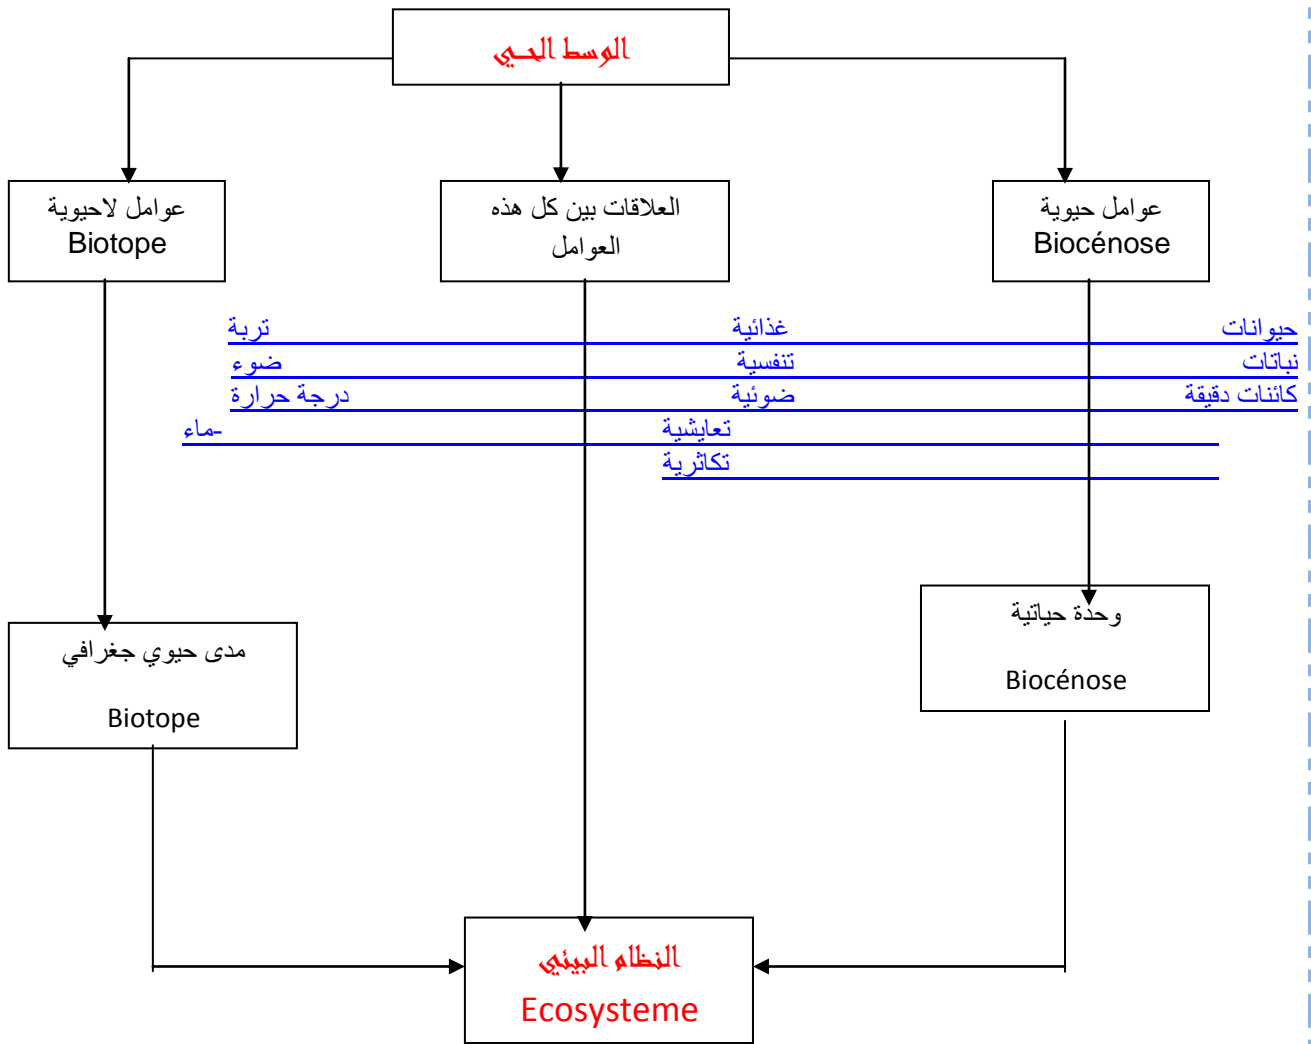 الوسط الحي
عوامل حيوية
Biocénose
العلاقات بين كل هذه
العوامل
عوامل لاحيوية
Biotope
حيوانات غذائية تربة
نباتات تنفسية ضوء
كائنات دقيقة ضوئية درجة حرارة
تعايشية -ماء
تكاثرية
وحدة حياتية
Biocénose
مدى حيوي جغرافي
Biotope
النظام البيئي
Ecosysteme